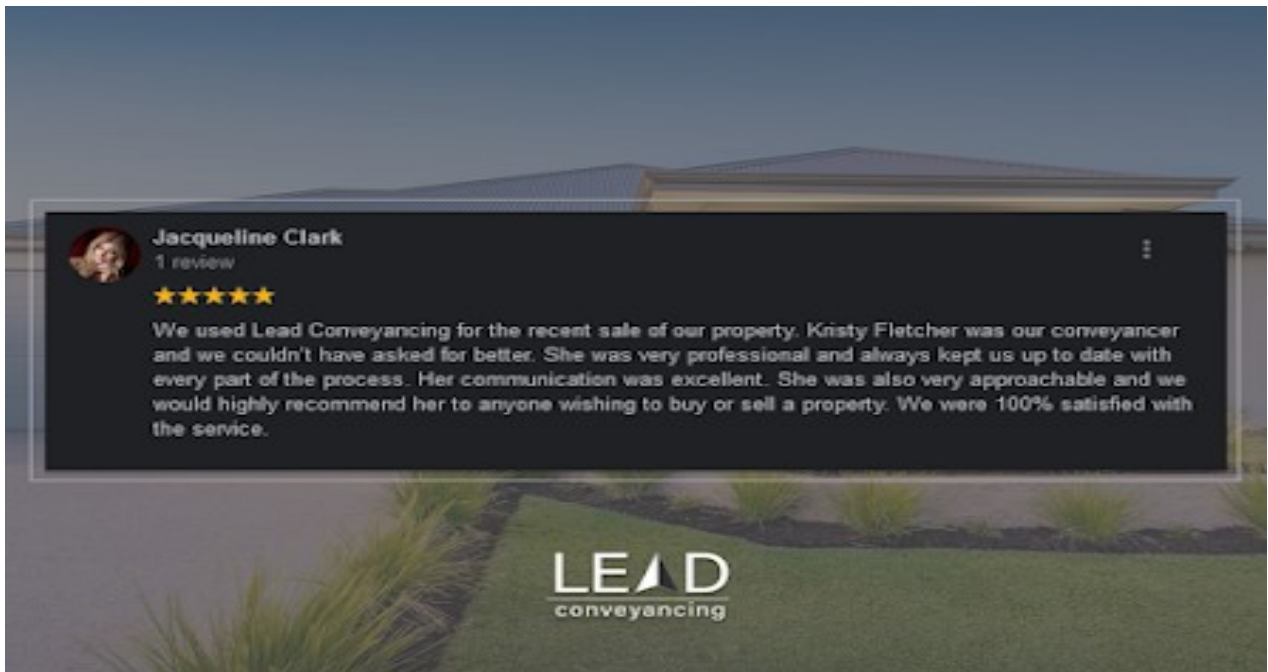 Jacqueline Clark
1 review
We used Lead Conveyancing for the recent sale of our property. Kristy Fletcher was our conveyancer
and we couldn't have asked for better. She was very professional and always kept us up to date with
every part of the process. Her communication was excellent. She was also very approachable and we
would highly recommend her to anyone wishing to buy or sell a property. We were 100% satisfied with
the service.
LEAD
conveyancing